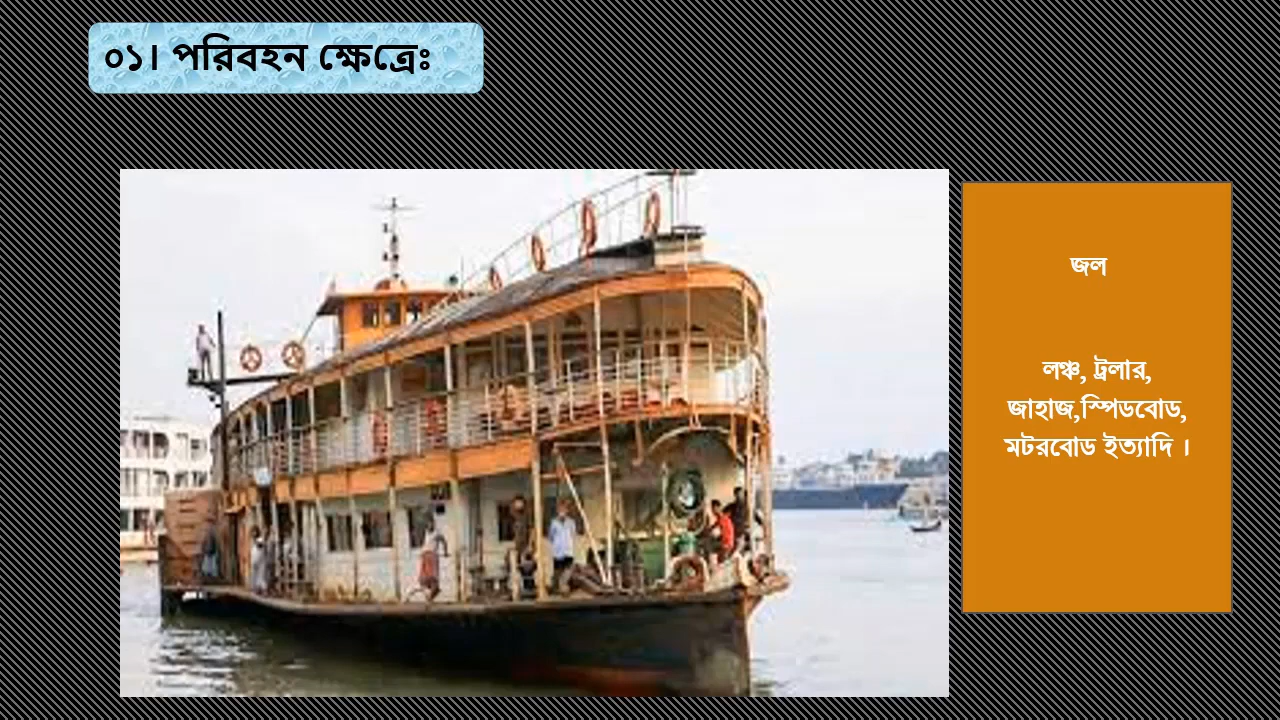 ০১। পরিবহন ক্ষেত্রেঃ
জল
লঞ্চ, ট্রলার,
জাহাজ,স্পিডবোড,
মটরবোড ইত্যাদি ।